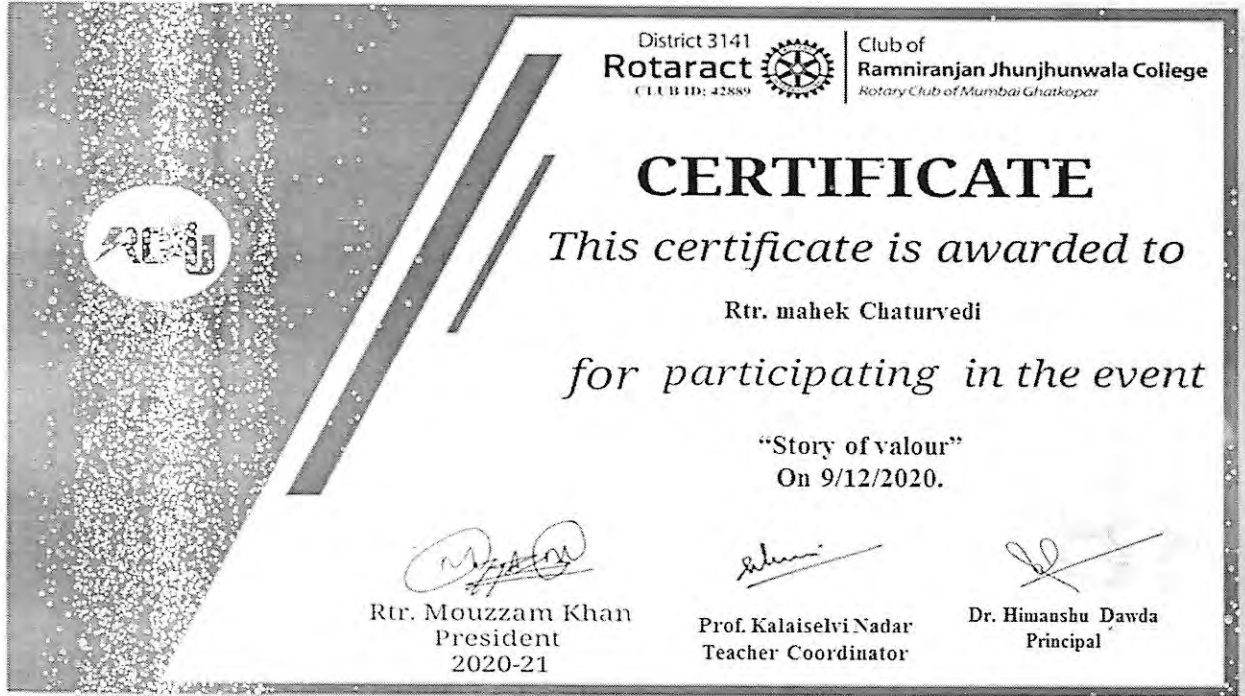 District 3141
Rotaract
CLUB ID: 42889
Club of
Ramniranjan Jhunjhunwala College
Rotary Club of Mumbai Ghatkopar
CERTIFICATE
This certificate is awarded to
Rtr. mahek Chaturvedi
for participating in the event
“Story of valour”
On 9/12/2020.
Rtr. Mouzzam Khan
President
2020-21
Prof. Kalaiselvi Nadar
Teacher Coordinator
Dr. Himanshu Dawda
Principal